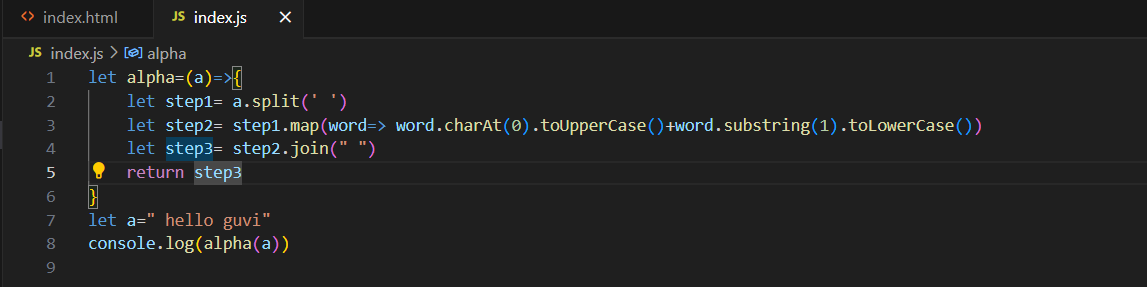 <> index.html JS index.js ×
JS index.js > alpha
1 let alpha=(a)=>{
2     let step1= a.split(' ')
3     let step2= step1.map(word=> word.charAt(0).toUpperCase()+word.substring(1).toLowerCase())
4     let step3= step2.join(" ")
5     return step3
6 }
7 let a=" hello guvi"
8 console.log(alpha(a))
9